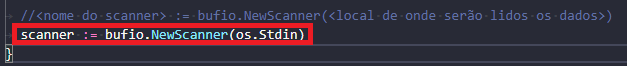 //<nome do scanner> := bufio.NewScanner(<local de onde serão lidos os dados>)
scanner := bufio.NewScanner(os.Stdin)
}